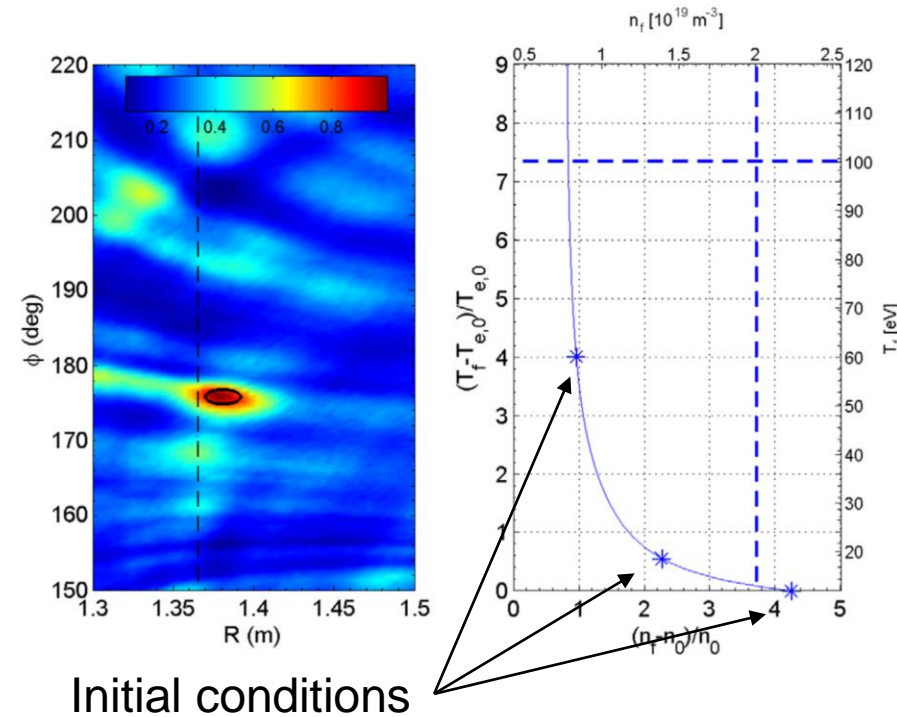 220
210
200
190
180
170
160
150
ϕ (deg)
0.2 0.4 0.6 0.8
1.3 1.35 1.4 1.45 1.5
R (m)
n_f [10^19 m^-3]
0.5 1 1.5 2 2.5
9
8
7
6
5
4
3
2
1
0
(T_f-T_e,0)/T_e,0
120
110
100
90
80
70
60
50
40
30
20
T_f [eV]
0 1 2 3 4 5
(n_f-n_0)/n_0
Initial conditions